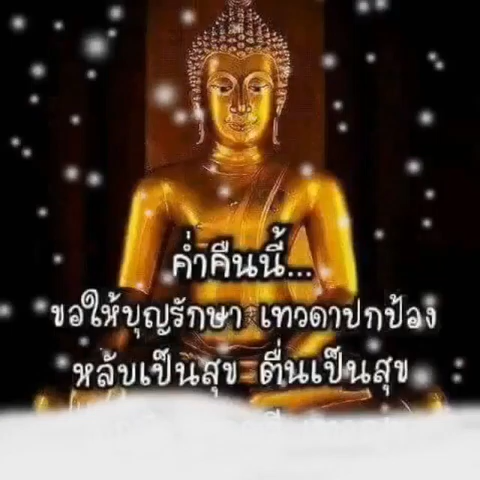 ค่ำคืนนี้...
ขอให้บุญรักษา เทวดาปกป้อง
หลับเป็นสุข ตื่นเป็นสุข